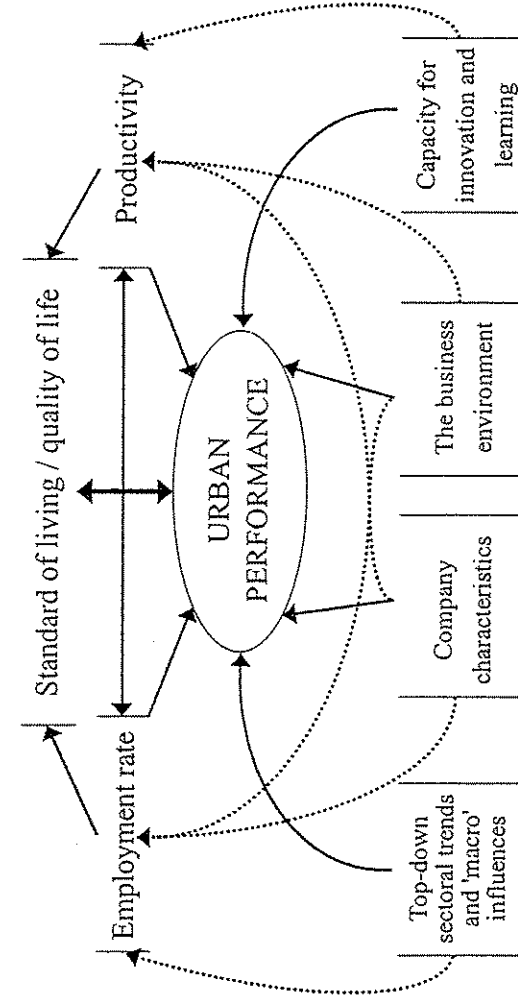 Standard of living / quality of life
Employment rate
Productivity
URBAN
PERFORMANCE
Top-down
sectoral trends
and 'macro'
influences
Company
characteristics
The business
environment
Capacity for
innovation and
learning